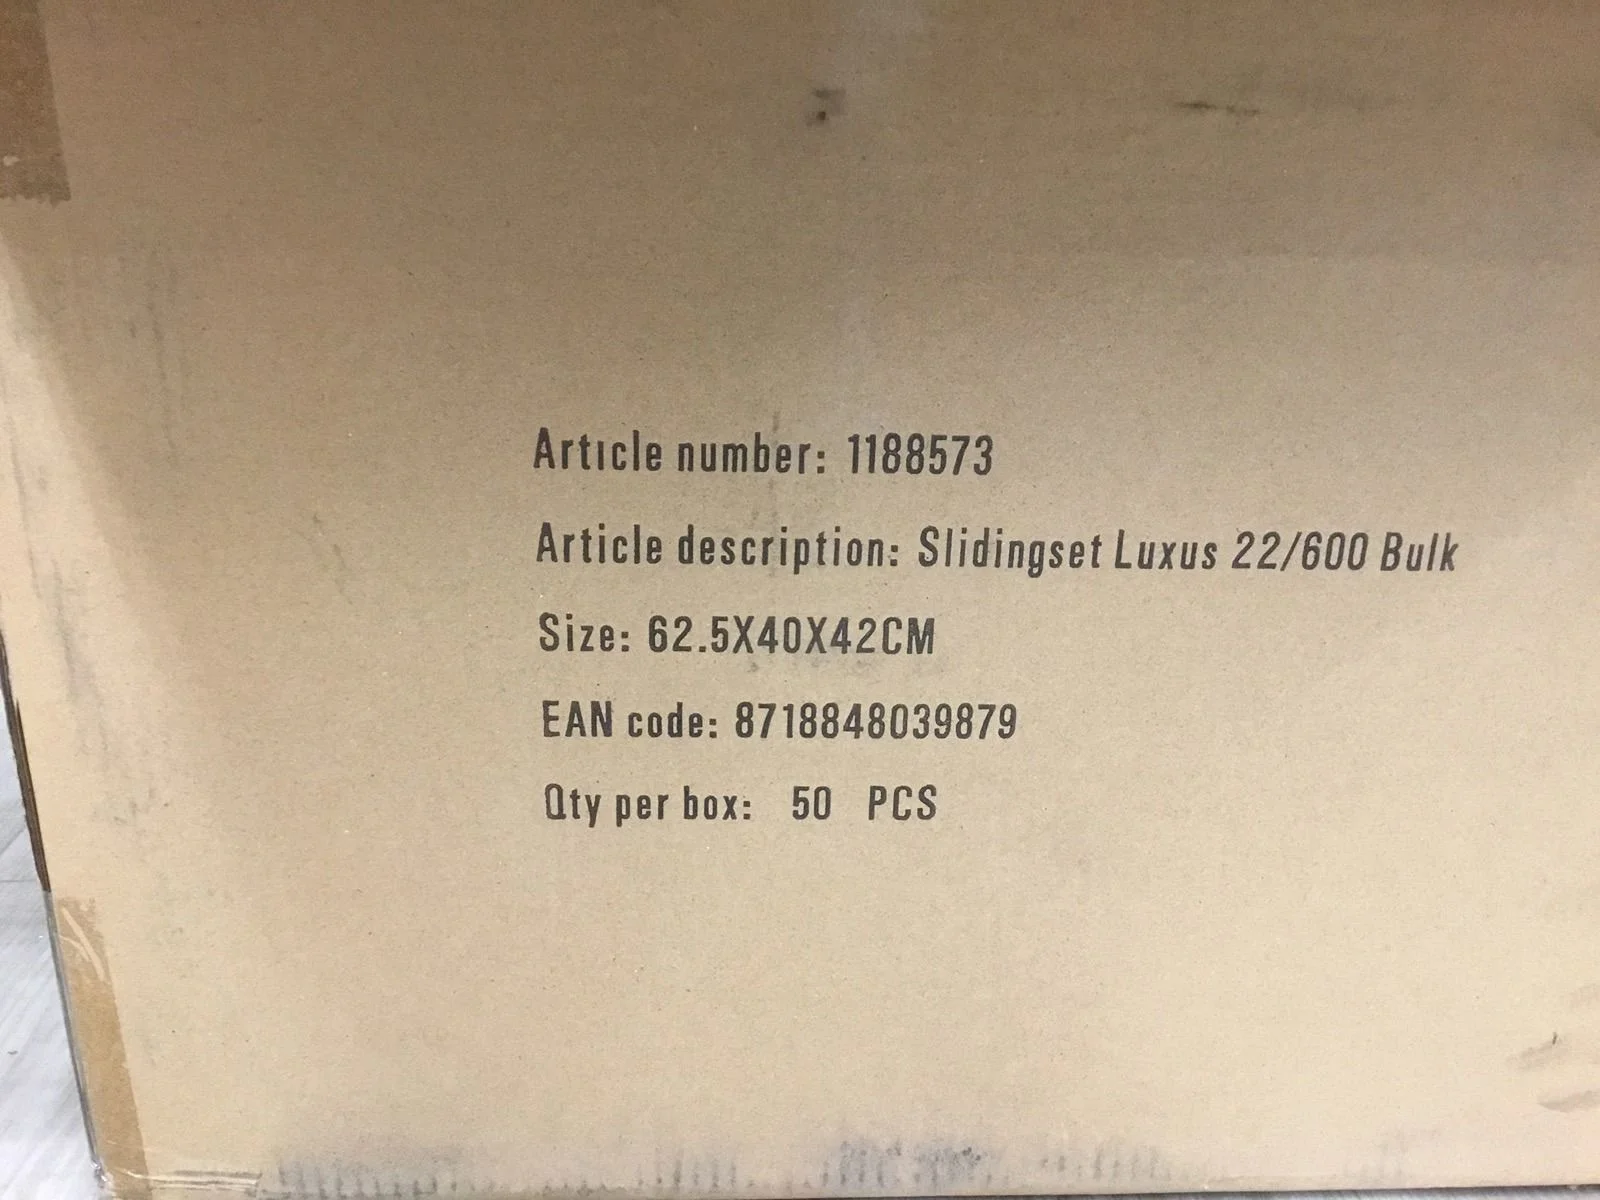 Article number: 1188573
Article description: Slidingset Luxus 22/600 Bulk
Size: 62.5X40X42CM
EAN code: 8718848039879
Qty per box: 50 PCS